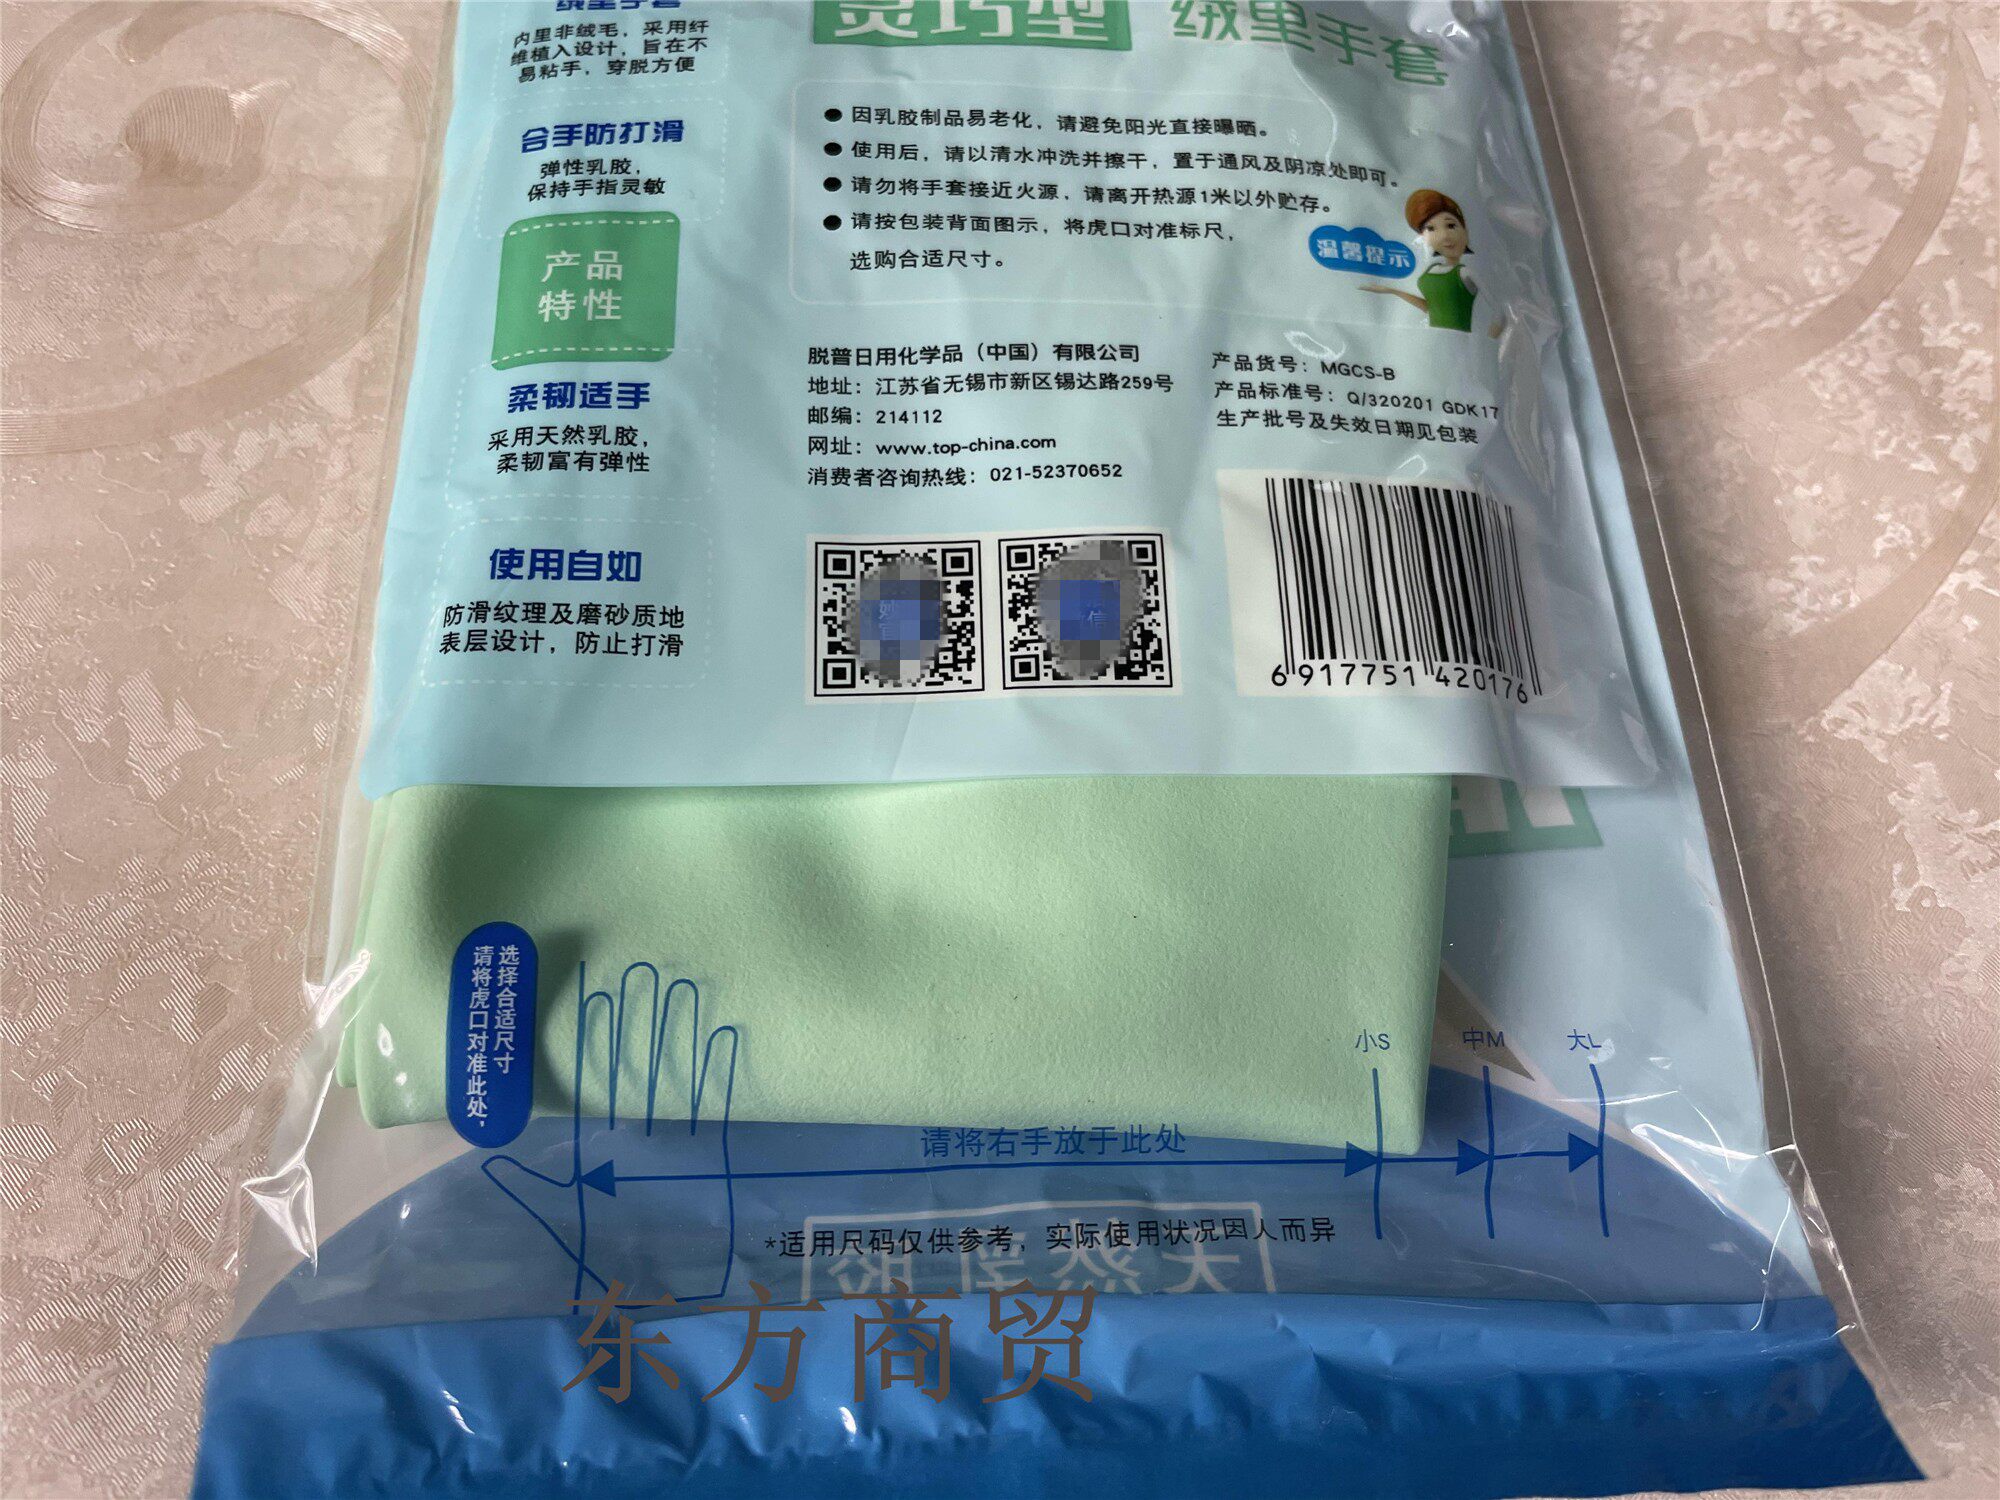 绒里手套
内里非绒毛，采用纤
维植入设计，旨在不
易粘手，穿脱方便
合手防打滑
弹性乳胶，
保持手指灵敏
产品
特性
柔韧适手
采用天然乳胶，
柔韧富有弹性
使用自如
防滑纹理及磨砂质地
表层设计，防止打滑
灵巧型 绒里手套
●因乳胶制品易老化，请避免阳光直接曝晒。
●使用后，请以清水冲洗并擦干，置于通风及阴凉处即可。
●请勿将手套接近火源，请离开热源1米以外贮存。
●请按包装背面图示，将虎口对准标尺，
选购合适尺寸。
温馨提示
脱普日用化学品（中国）有限公司
地址：江苏省无锡市新区锡达路259号
邮编：214112
网址：www.top-china.com
消费者咨询热线：021-52370652
产品货号：MGCS-B
产品标准号：Q/320201 GDK17
生产批号及失效日期见包装
6 917751 420176
请将虎口对准此处，
选择合适尺寸
小S
中M
大L
请将右手放于此处
*适用尺码仅供参考，实际使用状况因人而异
天然乳胶
东方商贸